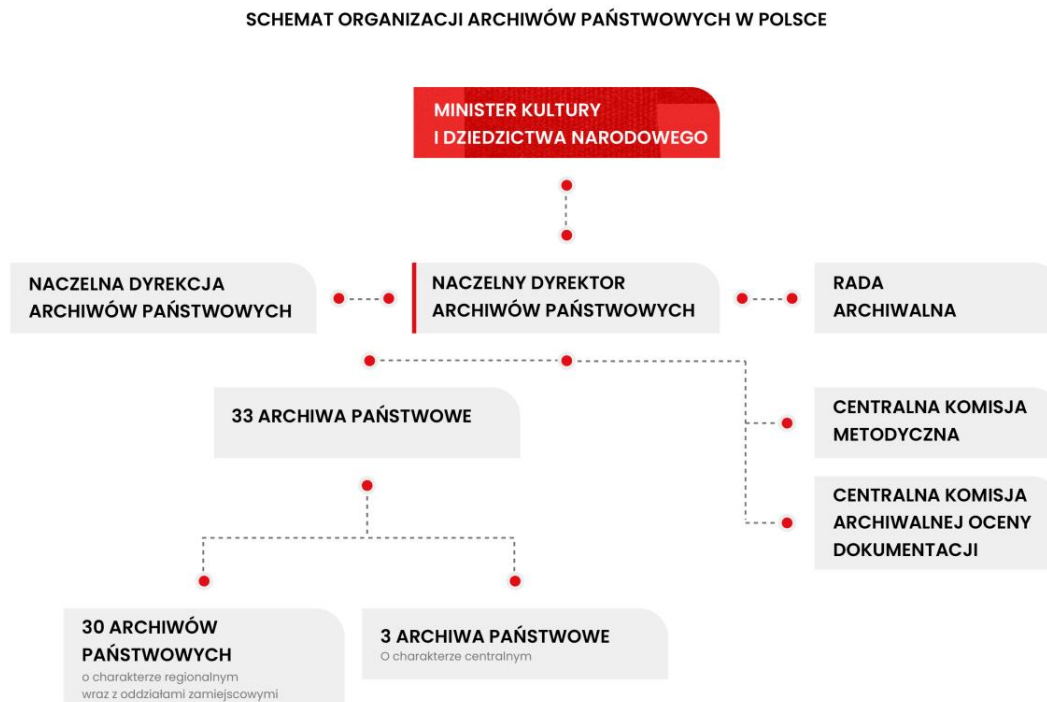 SCHEMAT ORGANIZACJI ARCHIWÓW PAŃSTWOWYCH W POLSCE
MINISTER KULTURY
I DZIEDZICTWA NARODOWEGO
NACZELNA DYREKCJA
ARCHIWÓW PAŃSTWOWYCH
NACZELNY DYREKTOR
ARCHIWÓW PAŃSTWOWYCH
RADA
ARCHIWALNA
33 ARCHIWA PAŃSTWOWE
CENTRALNA KOMISJA
METODYCZNA
CENTRALNA KOMISJA
ARCHIWALNEJ OCENY
DOKUMENTACJI
30 ARCHIWÓW
PAŃSTWOWYCH
o charakterze regionalnym
wraz z oddziałami zamiejscowymi
3 ARCHIWA PAŃSTWOWE
O charakterze centralnym